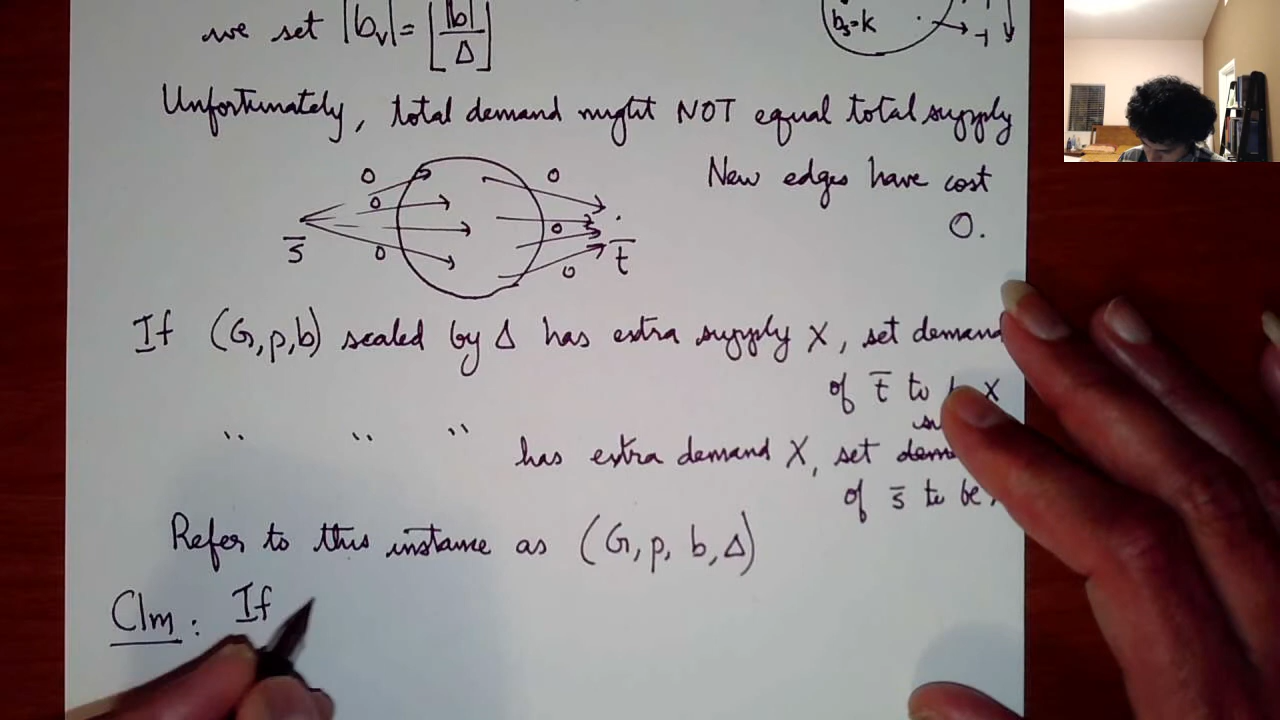 we set |b_v| = ⌊|b|/Δ⌋
b_s = k
-1
Unfortunately, total demand might NOT equal total supply
New edges have cost 0.
0 0 0 0 0 0
s̄ t̄
If (G,p,b) scaled by Δ has extra supply X, set demand
of t̄ to X
" " " has extra demand X, set
of s̄ to be
Refer to this instance as (G, p, b, Δ)
Clm: If